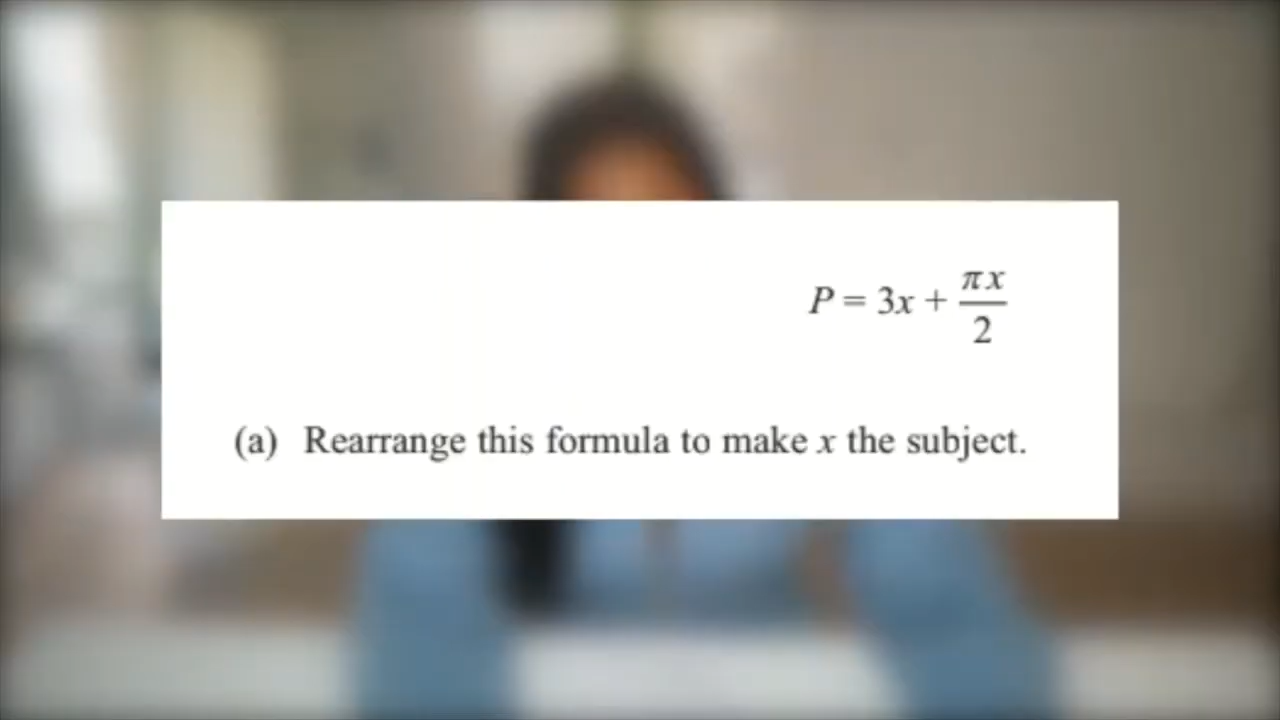 P = 3x + πx/2
(a) Rearrange this formula to make x the subject.